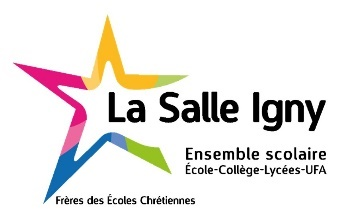 La Salle Igny
Ensemble scolaire
École-Collège-Lycées-UFA
Frères des Écoles Chrétiennes